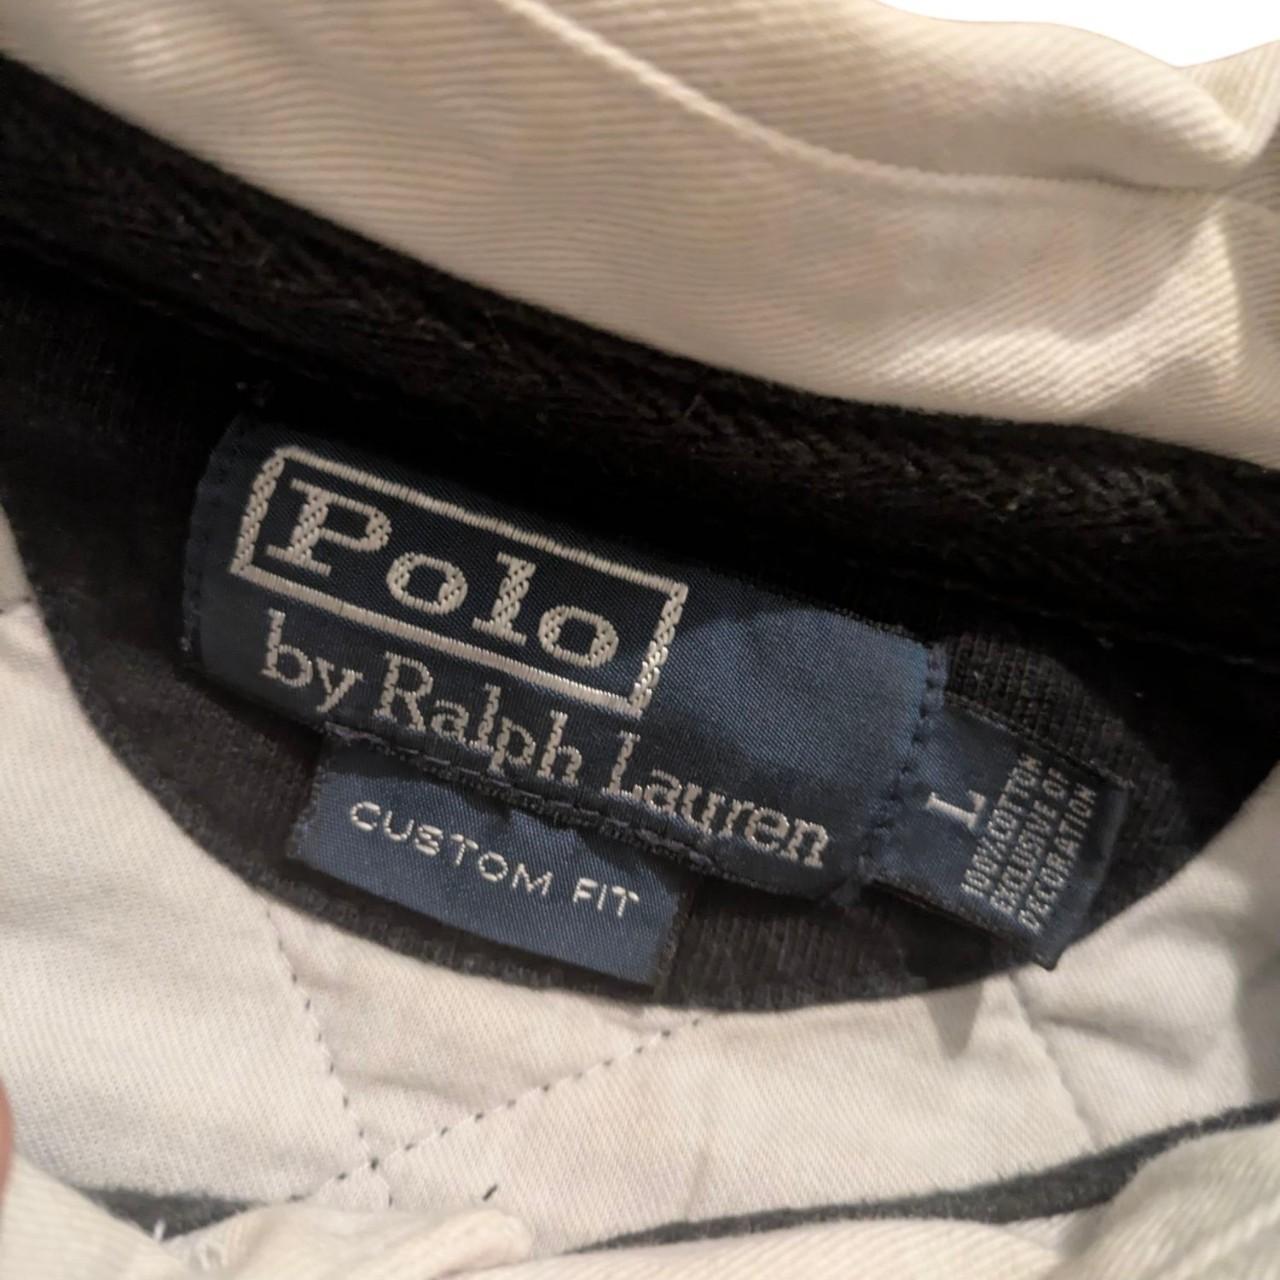 Polo
by Ralph Lauren
CUSTOM FIT
L
100% COTTON
EXCLUSIVE OF
DECORATION